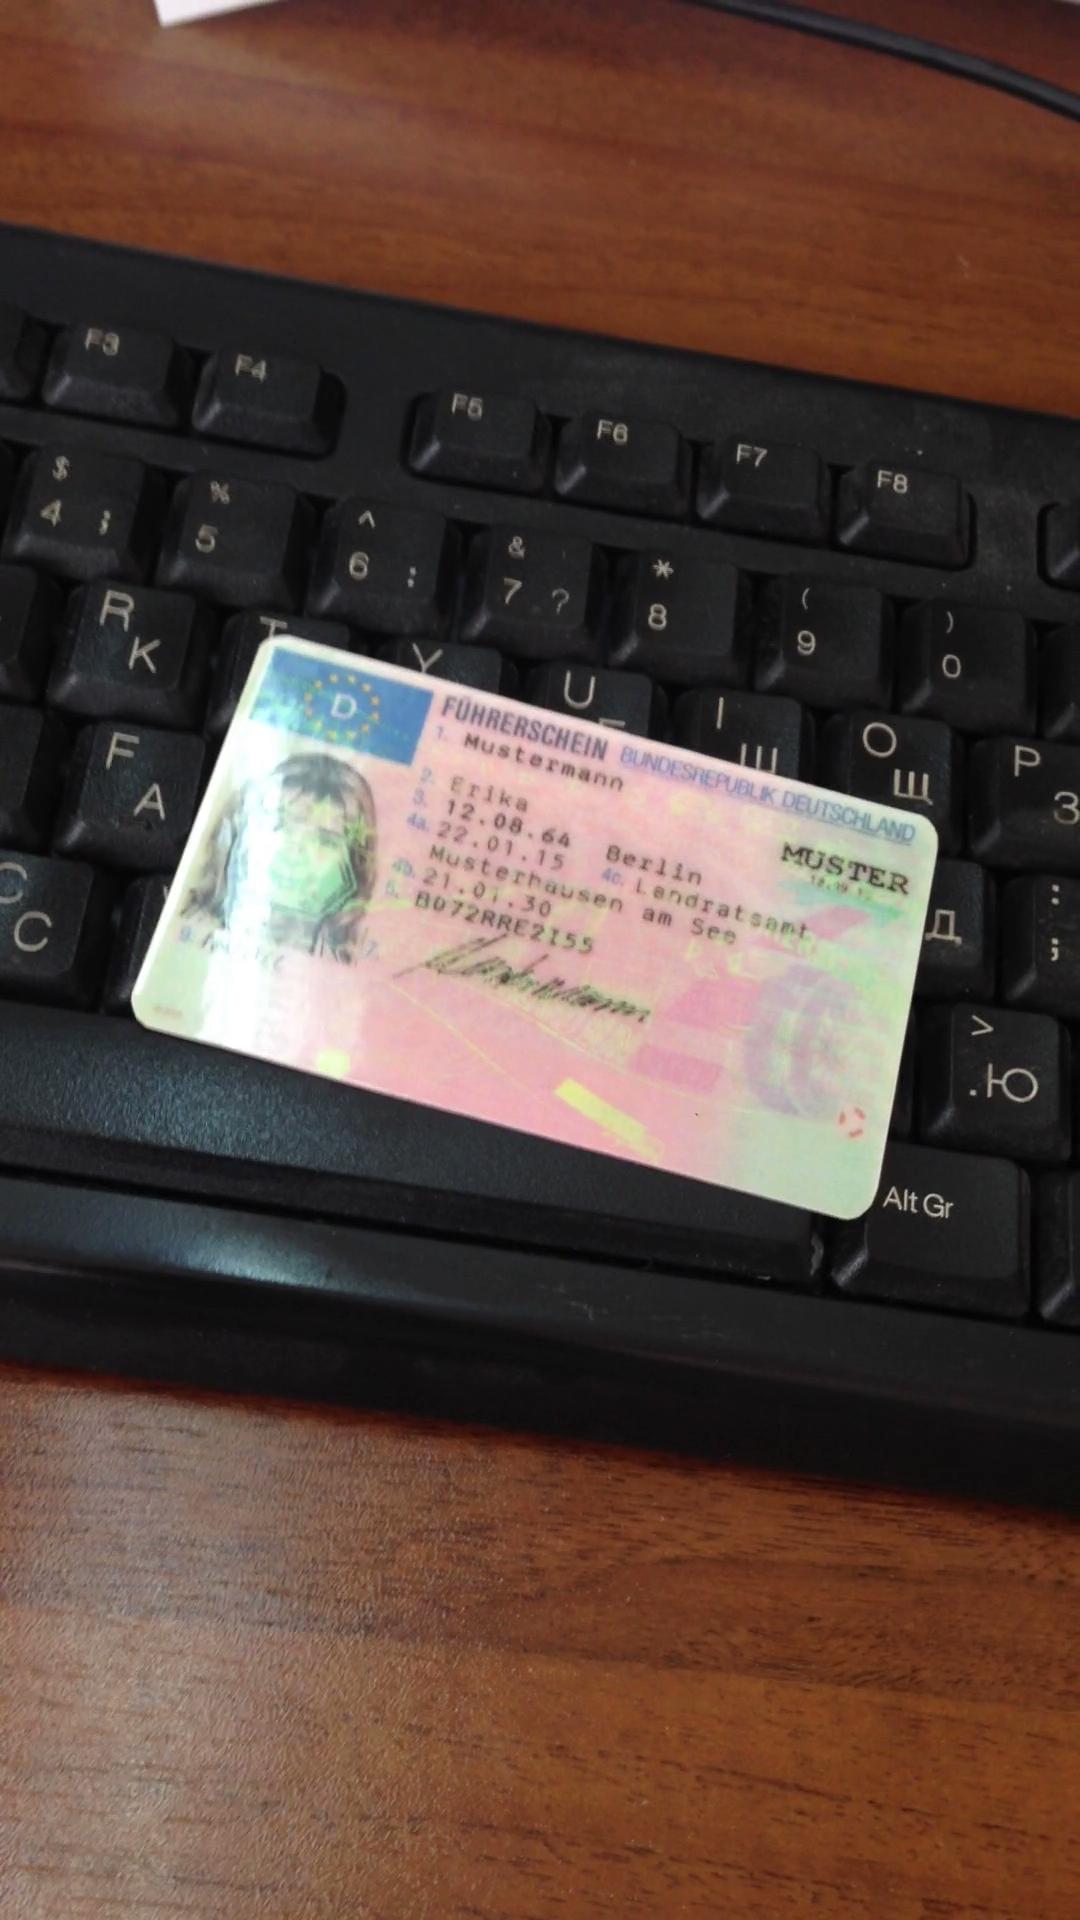 F3 F4 F5 F6 F7 F8
$ % ^ & * ( )
4 ; 5 6 : 7 ? 8 9 0
R T Y U I O P
К Ш Щ З
F
А Д : ;
C
С > . Ю
Alt Gr
D
FÜHRERSCHEIN BUNDESREPUBLIK DEUTSCHLAND
1. Mustermann
2. Erika
3. 12.08.64 Berlin
4a. 22.01.15 4c. Landratsamt
Musterhausen am See
4b. 21.01.30
5. B072RRE2I55
7.
9.
MUSTER